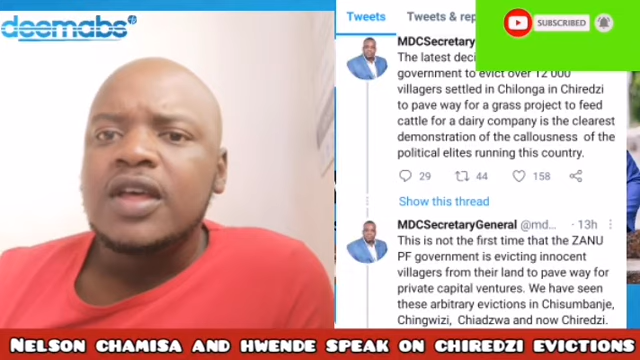 deemabs
Tweets
Tweets & rep
SUBSCRIBED
MDCSecretary
The latest deci
government to evict over 12 000
villagers settled in Chilonga in Chiredzi
to pave way for a grass project to feed
cattle for a dairy company is the clearest
demonstration of the callousness of the
political elites running this country.
29 44 158
Show this thread
MDCSecretaryGeneral @md... · 13h
This is not the first time that the ZANU
PF government is evicting innocent
villagers from their land to pave way for
private capital ventures. We have seen
these arbitrary evictions in Chisumbanje,
Chingwizi, Chiadzwa and now Chiredzi.
NELSON CHAMISA AND HWENDE SPEAK ON CHIREDZI EVICTIONS